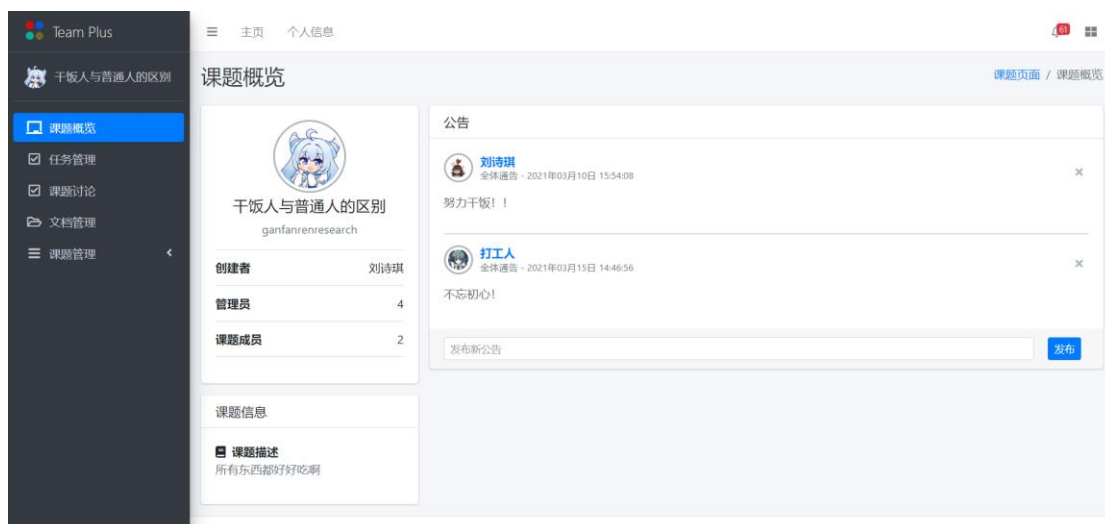 Team Plus
主页 个人信息
61
干饭人与普通人的区别
课题概览
任务管理
课题讨论
文档管理
课题管理
课题概览
课题页面 / 课题概览
干饭人与普通人的区别
ganfanrenresearch
创建者 刘诗琪
管理员 4
课题成员 2
课题信息
课题描述
所有东西都好好吃啊
公告
刘诗琪
全体通告 - 2021年03月10日 15:54:08
努力干饭！！
打工人
全体通告 - 2021年03月15日 14:46:56
不忘初心！
发布新公告
发布